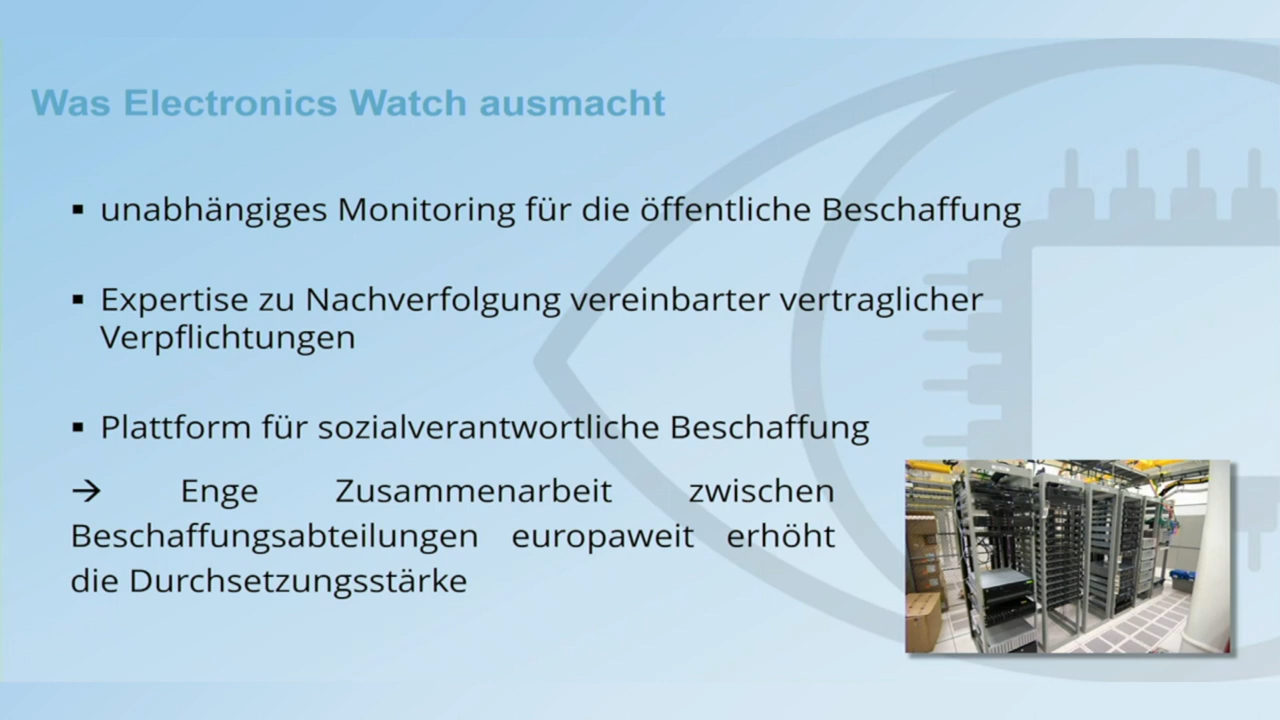 Was Electronics Watch ausmacht
▪ unabhängiges Monitoring für die öffentliche Beschaffung
▪ Expertise zu Nachverfolgung vereinbarter vertraglicher
Verpflichtungen
▪ Plattform für sozialverantwortliche Beschaffung
→ Enge Zusammenarbeit zwischen
Beschaffungsabteilungen europaweit erhöht
die Durchsetzungsstärke